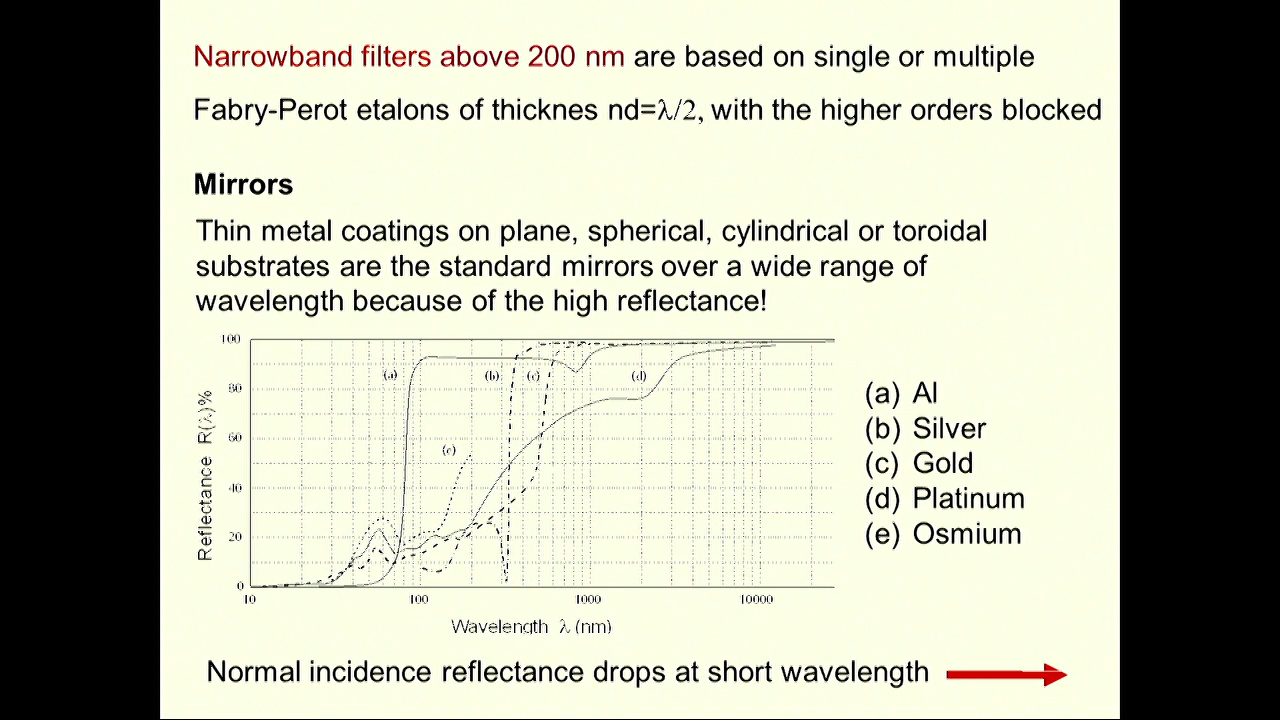 Narrowband filters above 200 nm are based on single or multiple
Fabry-Perot etalons of thicknes nd=λ/2, with the higher orders blocked
Mirrors
Thin metal coatings on plane, spherical, cylindrical or toroidal
substrates are the standard mirrors over a wide range of
wavelength because of the high reflectance!
100
80
60
40
20
0
Reflectance R(λ)%
(a)
(b)
(c)
(d)
(e)
10
100
1000
10000
Wavelength λ (nm)
(a) Al
(b) Silver
(c) Gold
(d) Platinum
(e) Osmium
Normal incidence reflectance drops at short wavelength